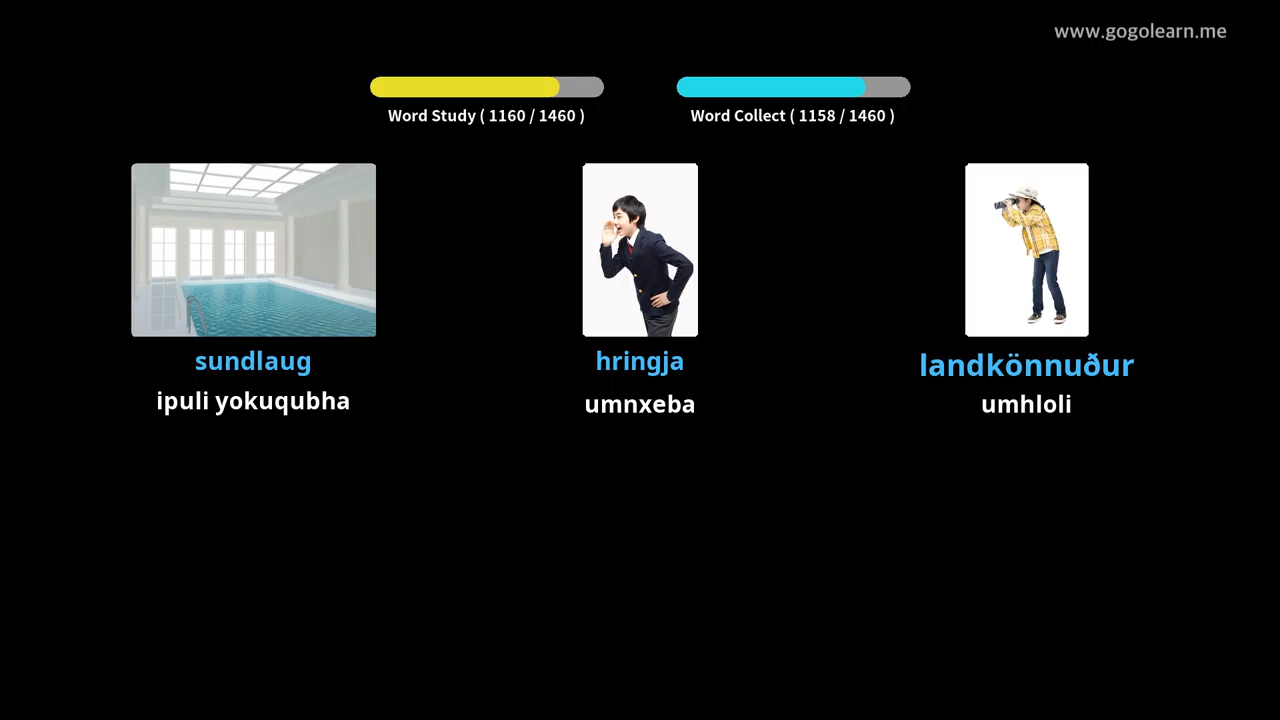 www.gogolearn.me
Word Study ( 1160 / 1460 )
Word Collect ( 1158 / 1460 )
sundlaug
hringja
landkönnuður
ipuli yokuqubha
umnxeba
umhloli